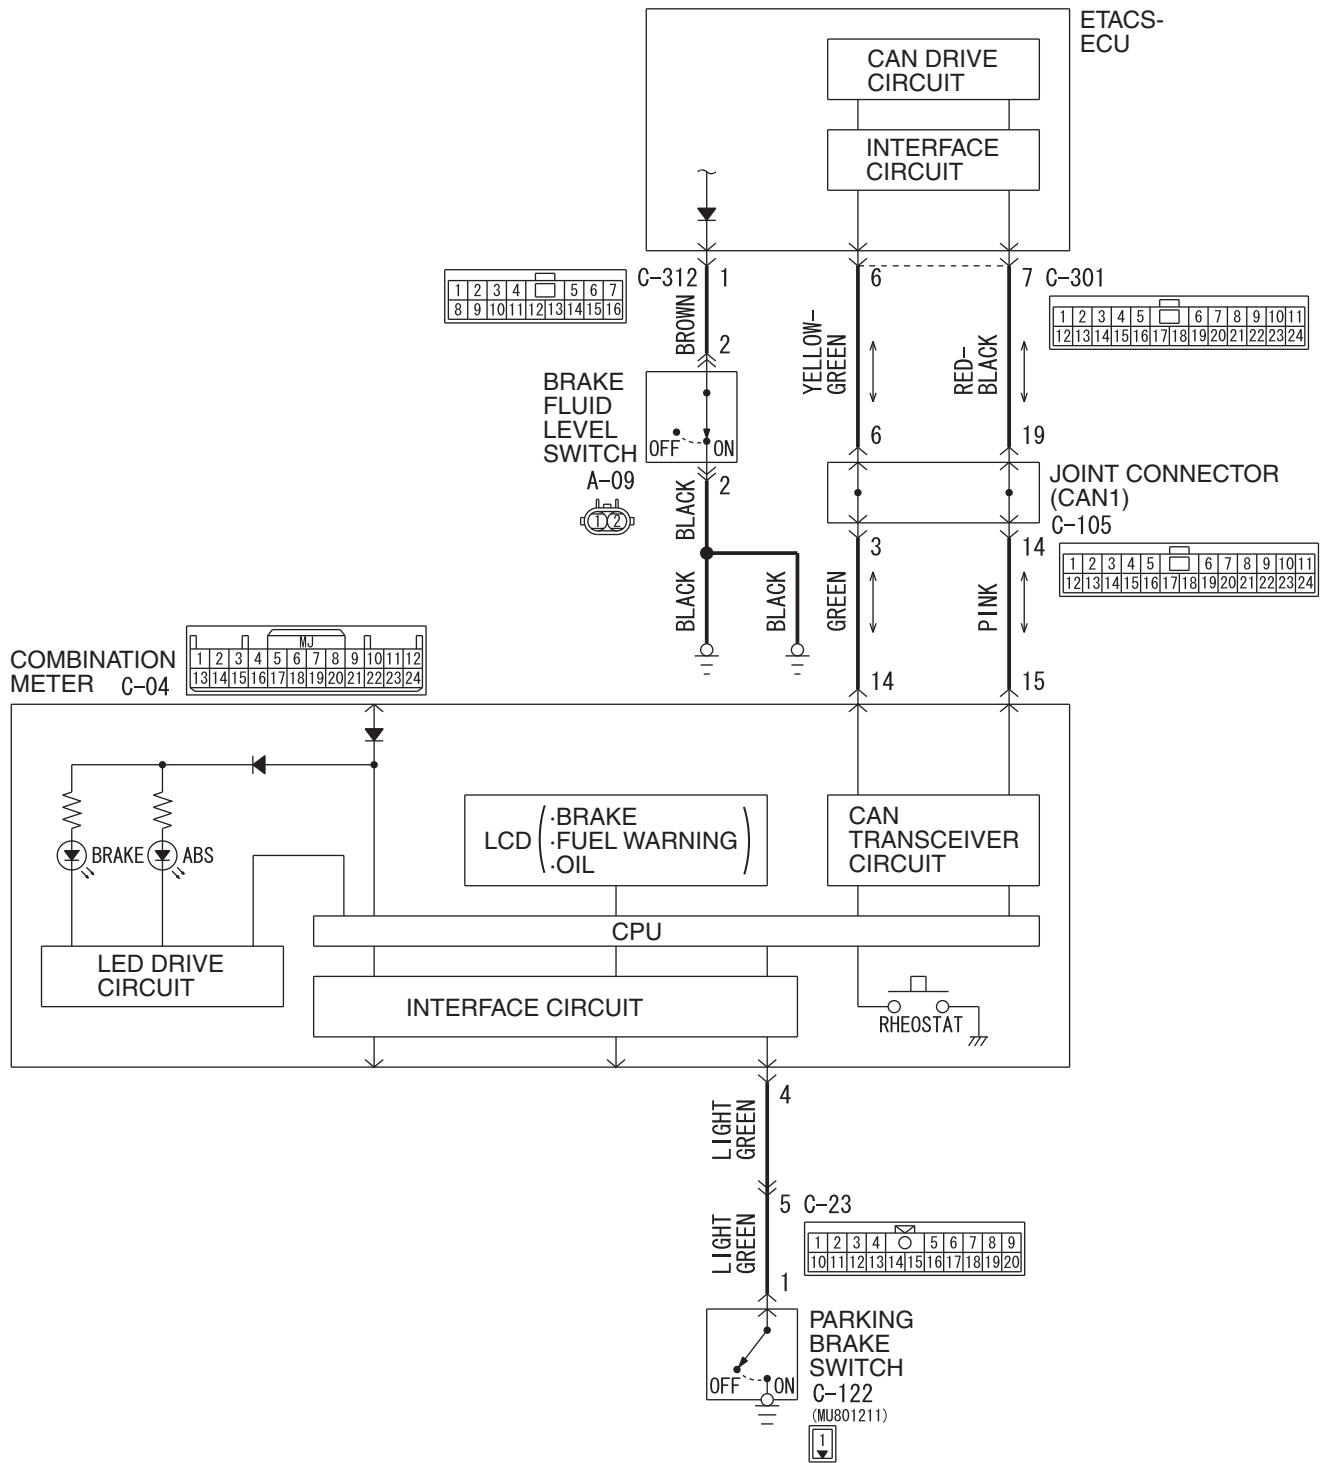 ETACS-
ECU
CAN DRIVE
CIRCUIT
INTERFACE
CIRCUIT
C-312
1
6
7
C-301
1 2 3 4 5 6 7
8 9 10 11 12 13 14 15 16
1 2 3 4 5 6 7 8 9 10 11
12 13 14 15 16 17 18 19 20 21 22 23 24
BROWN
YELLOW-
GREEN
RED-
BLACK
2
BRAKE
FLUID
LEVEL
SWITCH
OFF
ON
A-09
1 2
2
6
19
JOINT CONNECTOR
(CAN1)
C-105
3
14
1 2 3 4 5 6 7 8 9 10 11
12 13 14 15 16 17 18 19 20 21 22 23 24
BLACK
BLACK
BLACK
GREEN
PINK
14
15
COMBINATION
METER C-04
MJ
1 2 3 4 5 6 7 8 9 10 11 12
13 14 15 16 17 18 19 20 21 22 23 24
BRAKE
ABS
LCD
·BRAKE
·FUEL WARNING
·OIL
CAN
TRANSCEIVER
CIRCUIT
CPU
LED DRIVE
CIRCUIT
INTERFACE CIRCUIT
RHEOSTAT
4
LIGHT
GREEN
5 C-23
1 2 3 4 5 6 7 8 9
10 11 12 13 14 15 16 17 18 19 20
LIGHT
GREEN
1
PARKING
BRAKE
SWITCH
OFF
ON
C-122
(MU801211)
1